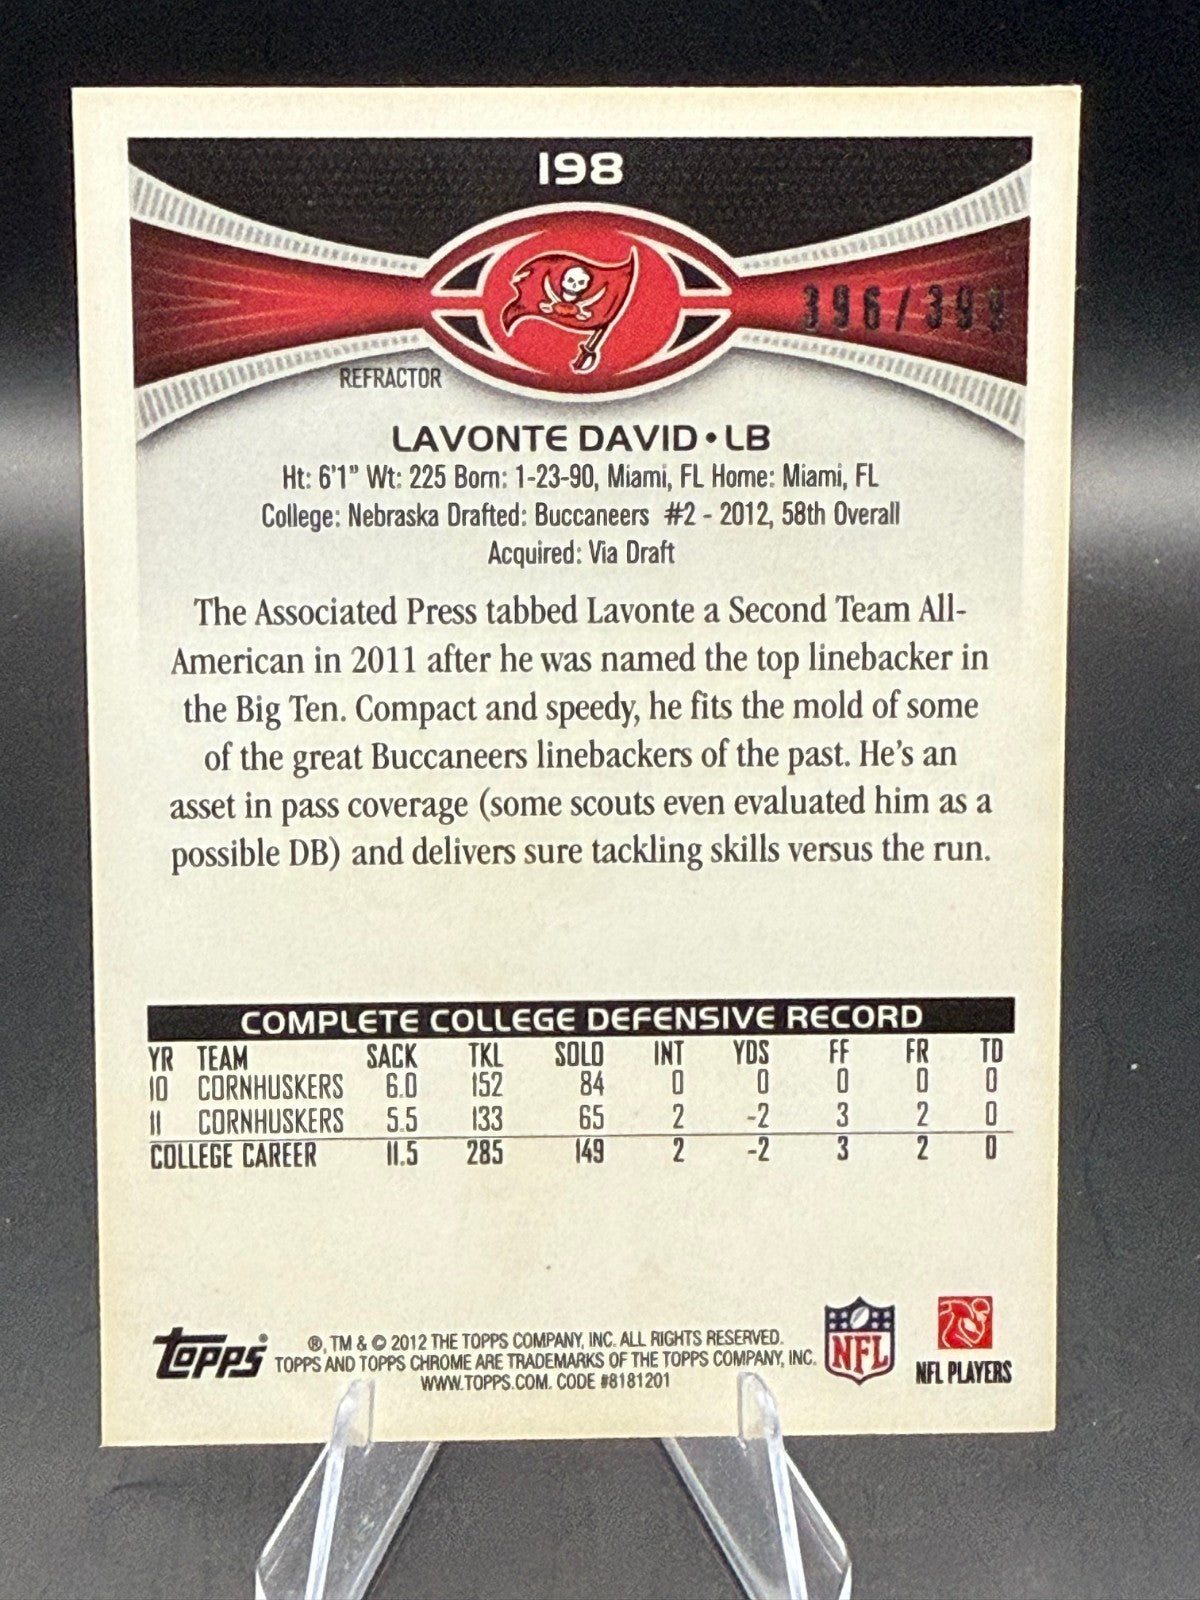 198
396/399
REFRACTOR
LAVONTE DAVID • LB
Ht: 6'1" Wt: 225 Born: 1-23-90, Miami, FL Home: Miami, FL
College: Nebraska Drafted: Buccaneers #2 - 2012, 58th Overall
Acquired: Via Draft
The Associated Press tabbed Lavonte a Second Team All-
American in 2011 after he was named the top linebacker in
the Big Ten. Compact and speedy, he fits the mold of some
of the great Buccaneers linebackers of the past. He's an
asset in pass coverage (some scouts even evaluated him as a
possible DB) and delivers sure tackling skills versus the run.
COMPLETE COLLEGE DEFENSIVE RECORD
YR TEAM SACK TKL SOLO INT YDS FF FR TD
10 CORNHUSKERS 6.0 152 84 0 0 0 0 0
11 CORNHUSKERS 5.5 133 65 2 -2 3 2 0
COLLEGE CAREER 11.5 285 149 2 -2 3 2 0
Topps®
®, TM & © 2012 THE TOPPS COMPANY, INC. ALL RIGHTS RESERVED.
TOPPS AND TOPPS CHROME ARE TRADEMARKS OF THE TOPPS COMPANY, INC.
WWW.TOPPS.COM. CODE #8181201
NFL
NFL PLAYERS